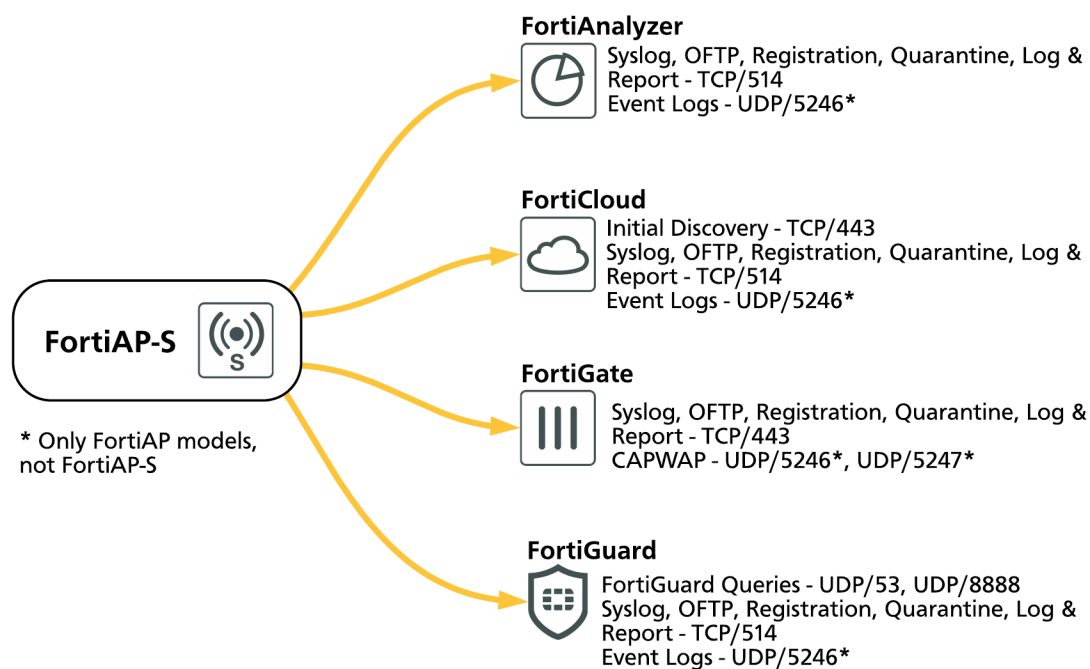 FortiAnalyzer
Syslog, OFTP, Registration, Quarantine, Log &
Report - TCP/514
Event Logs - UDP/5246*
FortiCloud
Initial Discovery - TCP/443
Syslog, OFTP, Registration, Quarantine, Log &
Report - TCP/514
Event Logs - UDP/5246*
FortiAP-S
S
* Only FortiAP models,
not FortiAP-S
FortiGate
Syslog, OFTP, Registration, Quarantine, Log &
Report - TCP/443
CAPWAP - UDP/5246*, UDP/5247*
FortiGuard
FortiGuard Queries - UDP/53, UDP/8888
Syslog, OFTP, Registration, Quarantine, Log &
Report - TCP/514
Event Logs - UDP/5246*